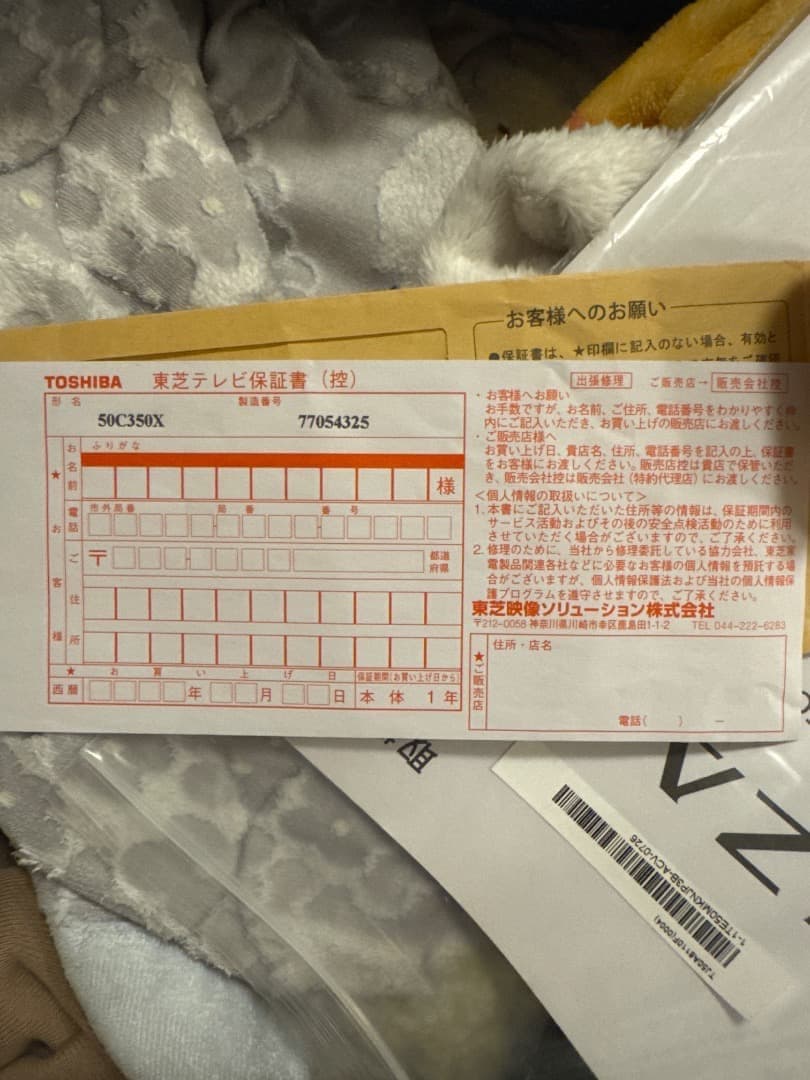 お客様へのお願い
●保証書は、★印欄に記入のない場合、有効と
TOSHIBA 東芝テレビ保証書（控）
形名 製造番号
50C350X 77054325
★お客様
お名前
ふりがな
様
電話
市外局番 局番 番号
ご住所
〒 都道府県
★お買い上げ日
保証期間(お買い上げ日から)
西暦 年 月 日 本体 1年
出張修理 ご販売店→ 販売会社控
・お客様へお願い
お手数ですが、お名前、ご住所、電話番号をわかりやすく枠
内にご記入いただき、お買い上げの販売店にお渡しください。
・ご販売店様へ
お買い上げ日、貴店名、住所、電話番号を記入の上、保証書
をお客様にお渡しください。販売店控は貴店で保管いただ
き、販売会社控は販売会社（特約代理店）にお渡しください。
＜個人情報の取扱いについて＞
1. 本書にご記入いただいた住所等の情報は、保証期間内の
サービス活動およびその後の安全点検活動のために利用
させていただく場合がございますので、ご了承ください。
2. 修理のために、当社から修理委託している協力会社、東芝家
電製品関連各社などに必要なお客様の個人情報を預託する場
合がございますが、個人情報保護法および当社の個人情報保
護プログラムを遵守させますので、ご了承ください。
東芝映像ソリューション株式会社
〒212-0058 神奈川県川崎市幸区鹿島田1-1-2 TEL 044-222-6283
★ご販売店
住所・店名
電話( ) －
1-1TE50MKNJP3B-ACV-0726
TJ50A811DF(0004)
ZA